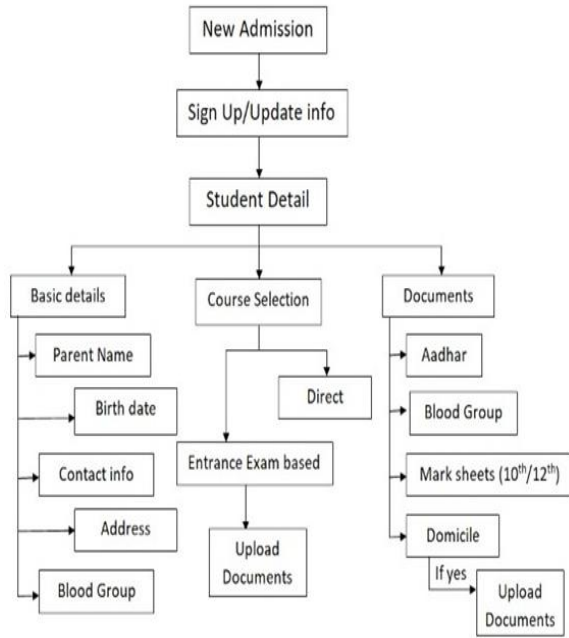 New Admission
Sign Up/Update info
Student Detail
Basic details
Course Selection
Documents
Parent Name
Birth date
Contact info
Address
Blood Group
Direct
Entrance Exam based
Upload
Documents
Aadhar
Blood Group
Mark sheets (10th/12th)
Domicile
If yes
Upload
Documents